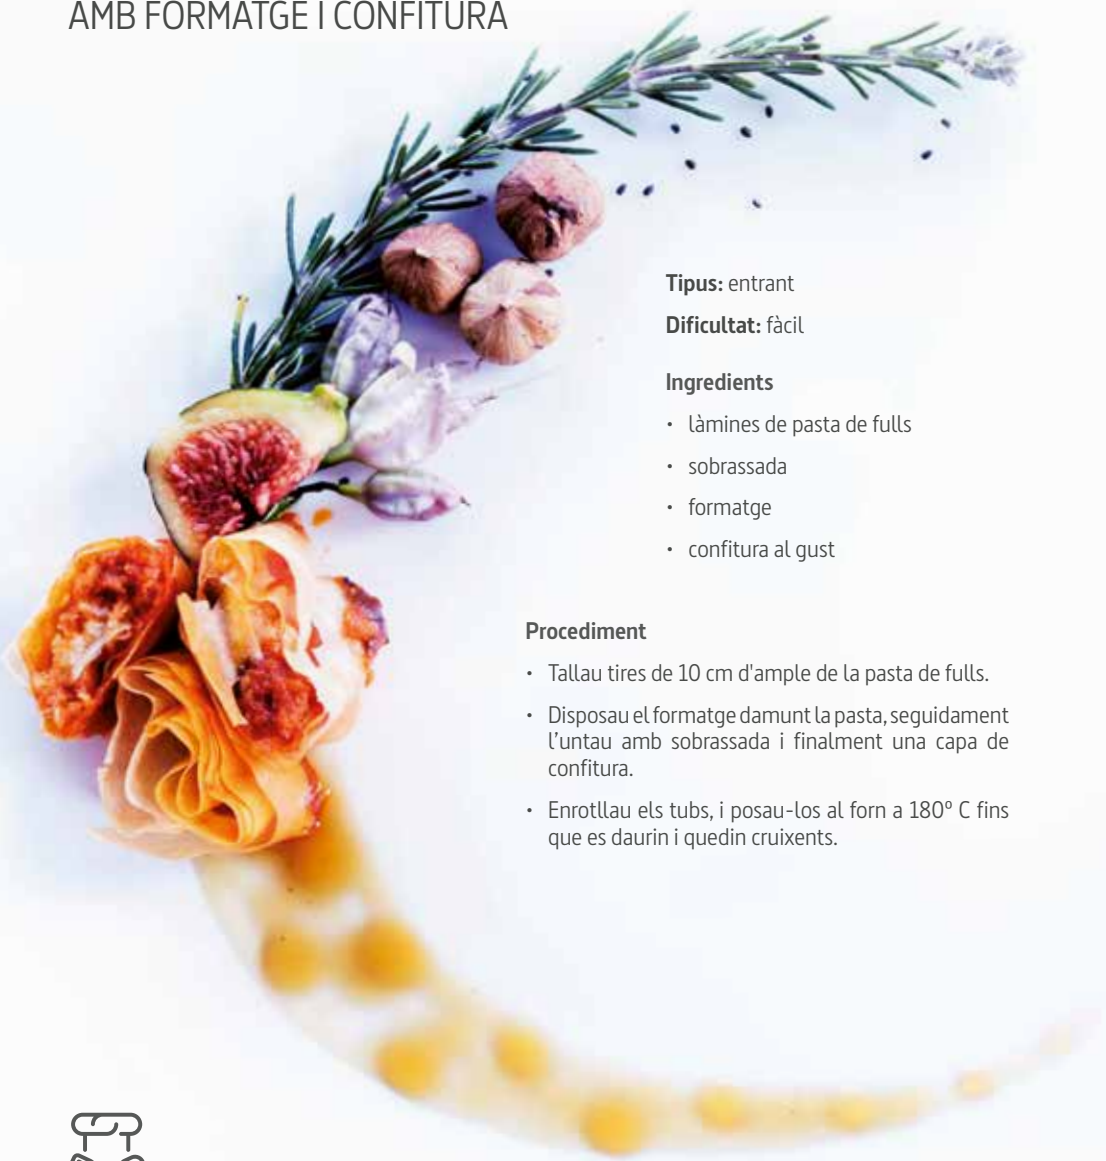 AMB FORMATGE I CONFITURA
Tipus: entrant
Dificultat: fàcil
Ingredients
• làmines de pasta de fulls
• sobrassada
• formatge
• confitura al gust
Procediment
• Tallau tires de 10 cm d'ample de la pasta de fulls.
• Disposau el formatge damunt la pasta, seguidament
l’untau amb sobrassada i finalment una capa de
confitura.
• Enrotllau els tubs, i posau-los al forn a 180º C fins
que es daurin i quedin cruixents.